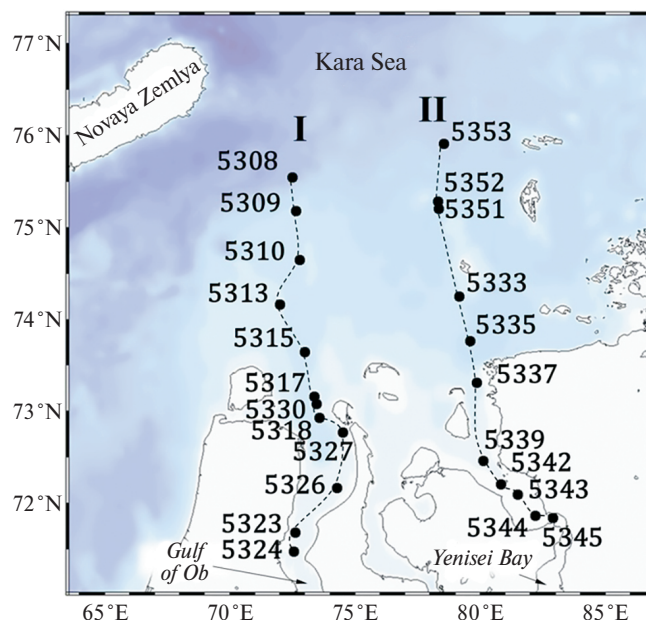 77°N
76°N
75°N
74°N
73°N
72°N
Kara Sea
Novaya Zemlya
I
II
5308
5309
5310
5313
5315
5317
5330
5318
5327
5326
5323
5324
5353
5352
5351
5333
5335
5337
5339
5342
5343
5344
5345
Gulf
of Ob
Yenisei Bay
65°E
70°E
75°E
80°E
85°E